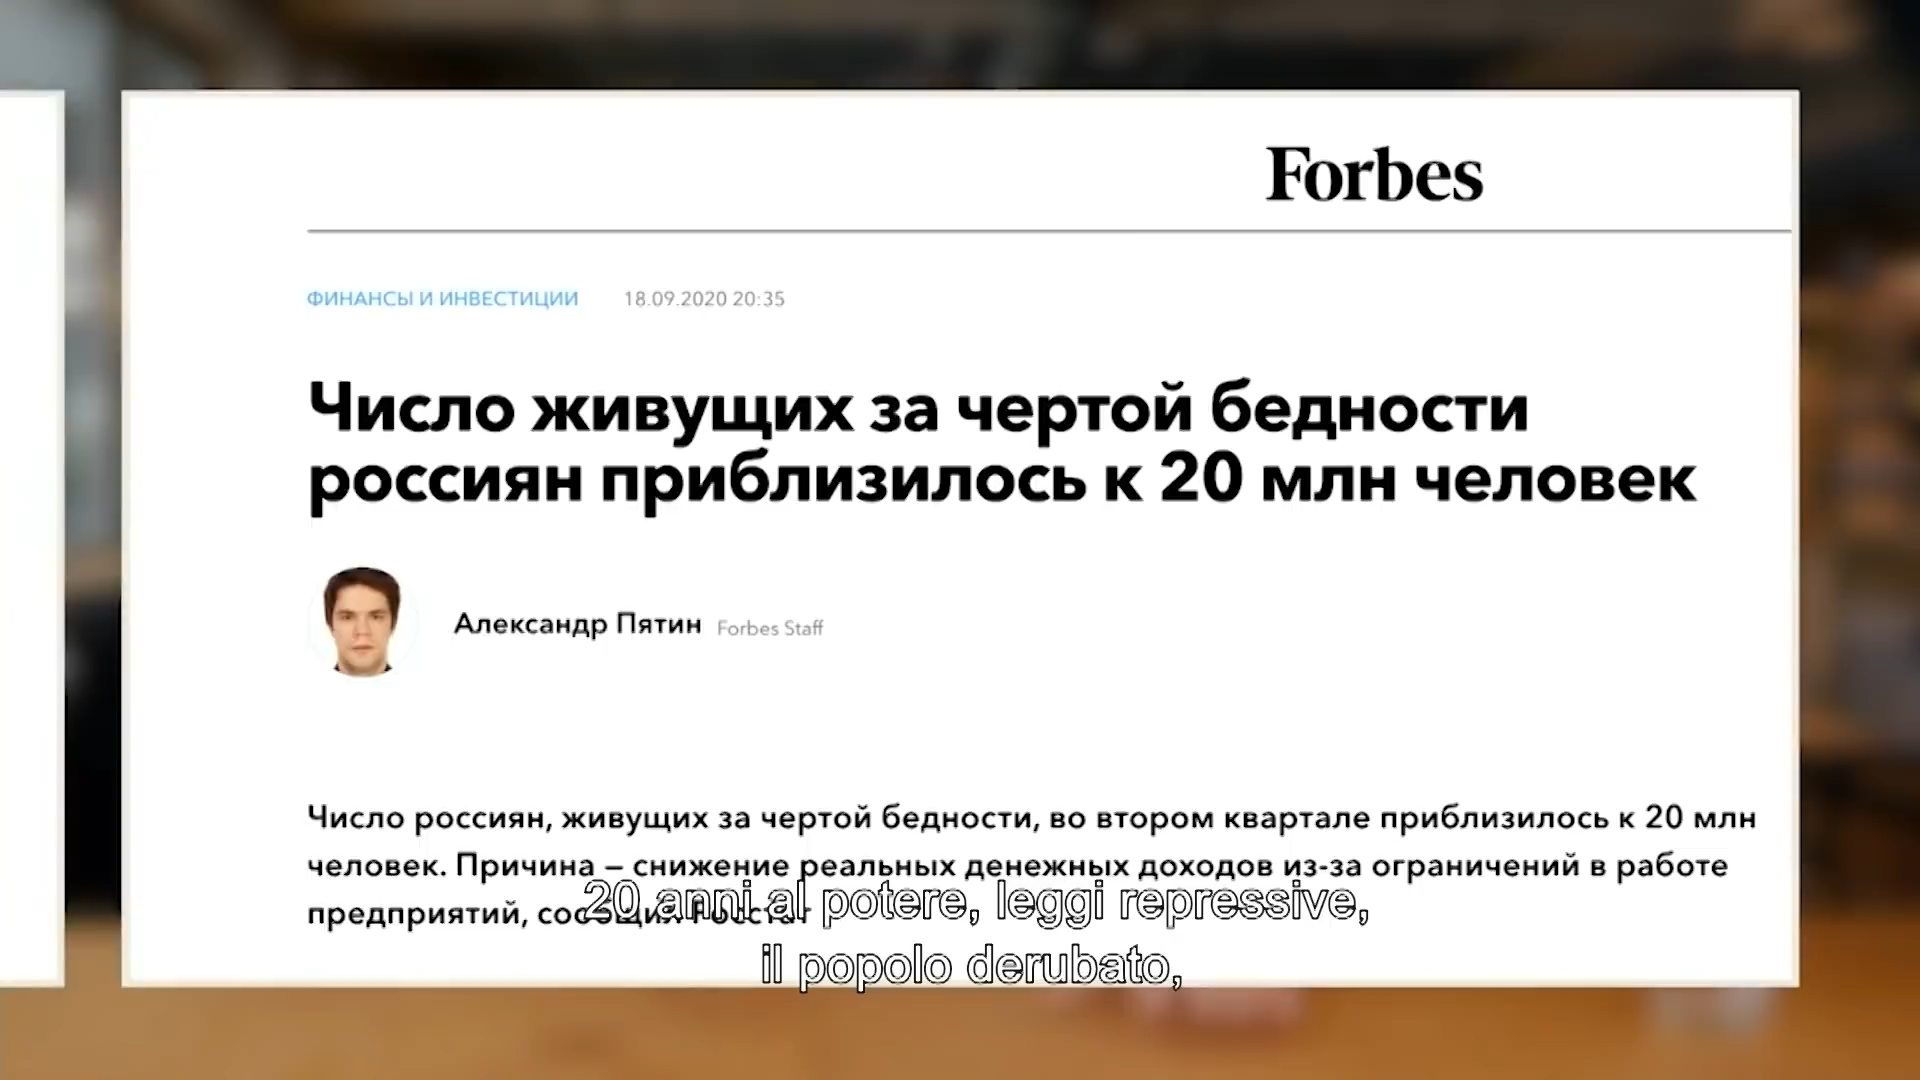 Forbes
ФИНАНСЫ И ИНВЕСТИЦИИ 18.09.2020 20:35
Число живущих за чертой бедности
россиян приблизилось к 20 млн человек
Александр Пятин Forbes Staff
Число россиян, живущих за чертой бедности, во втором квартале приблизилось к 20 млн
человек. Причина — снижение реальных денежных доходов из-за ограничений в работе
предприятий, сообщил Росстат
20 anni al potere, leggi repressive,
il popolo derubato,